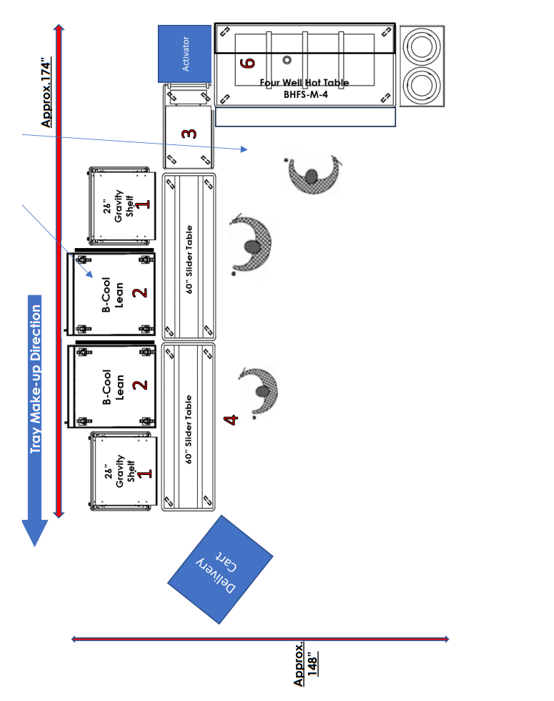 Approx.174"
Activator
6
Four Well Hot Table
BHFS-M-4
3
26"
Gravity
Shelf
1
60" Slider Table
B-Cool
Lean
2
Tray Make-up Direction
B-Cool
Lean
2
60" Slider Table
4
26"
Gravity
Shelf
1
Delivery
Cart
Approx.
148"